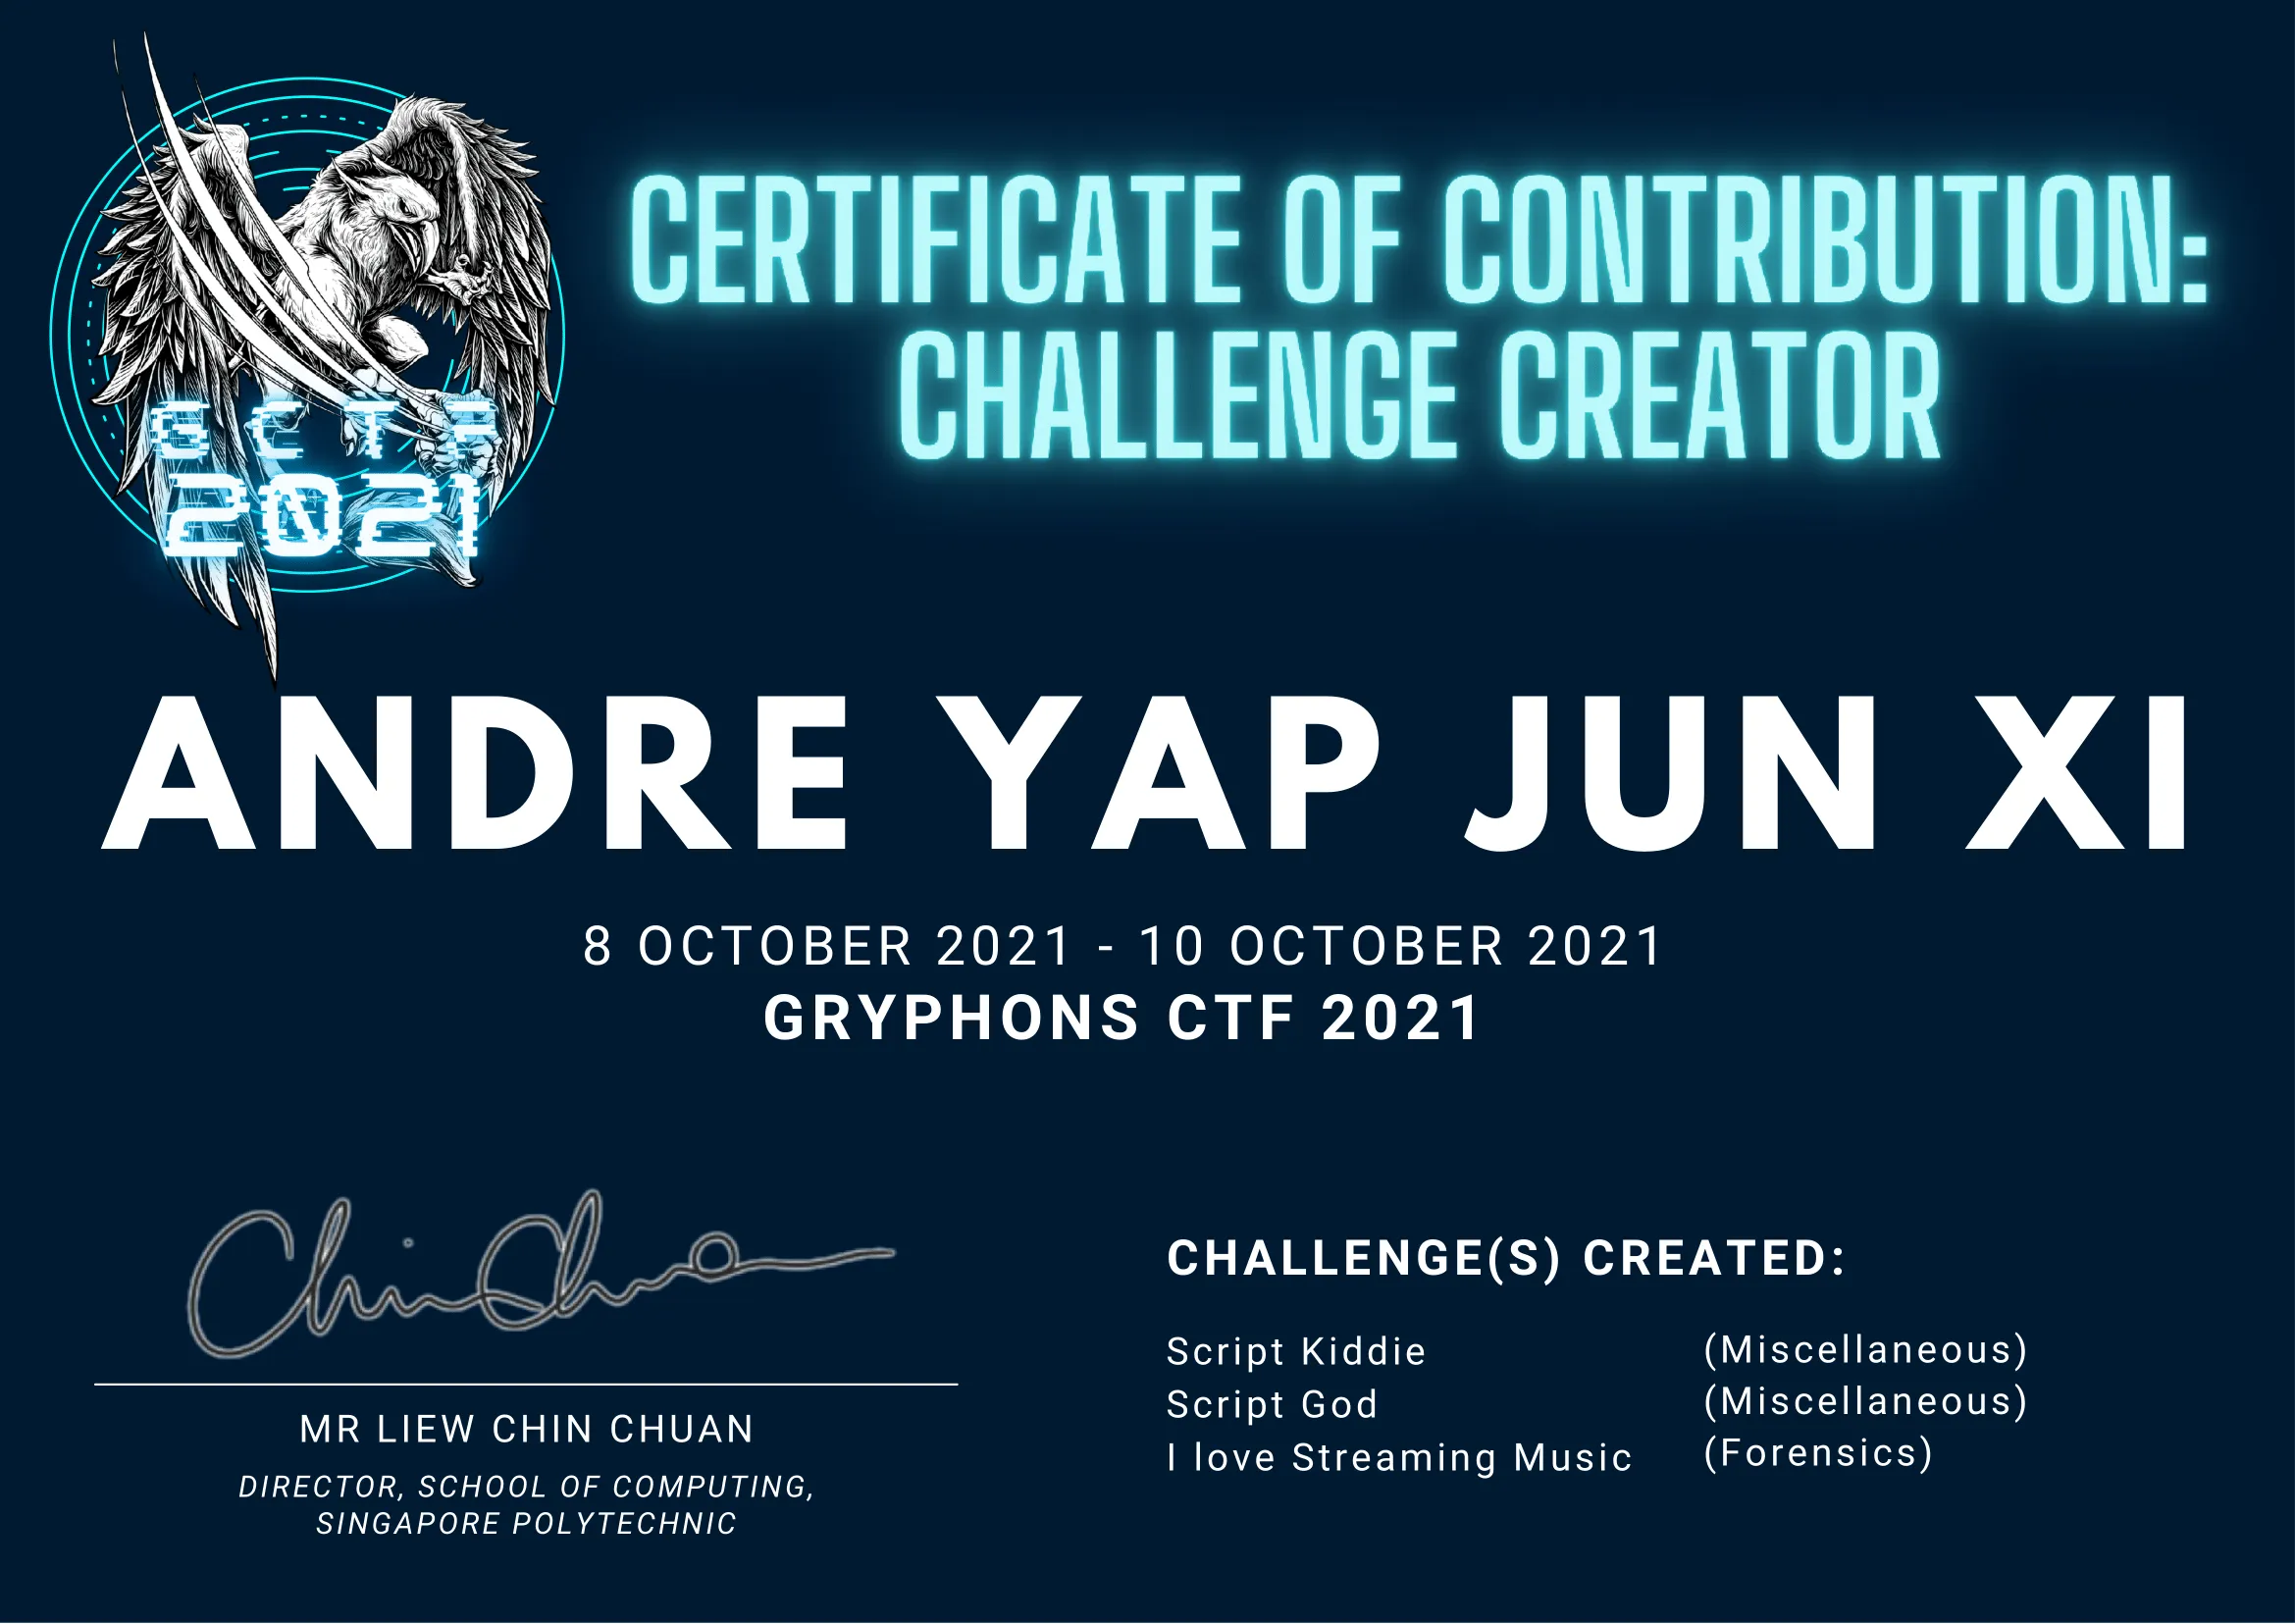 GCTF
2021
CERTIFICATE OF CONTRIBUTION:
CHALLENGE CREATOR
ANDRE YAP JUN XI
8 OCTOBER 2021 - 10 OCTOBER 2021
GRYPHONS CTF 2021
Chin Chuan
MR LIEW CHIN CHUAN
DIRECTOR, SCHOOL OF COMPUTING,
SINGAPORE POLYTECHNIC
CHALLENGE(S) CREATED:
Script Kiddie (Miscellaneous)
Script God (Miscellaneous)
I love Streaming Music (Forensics)